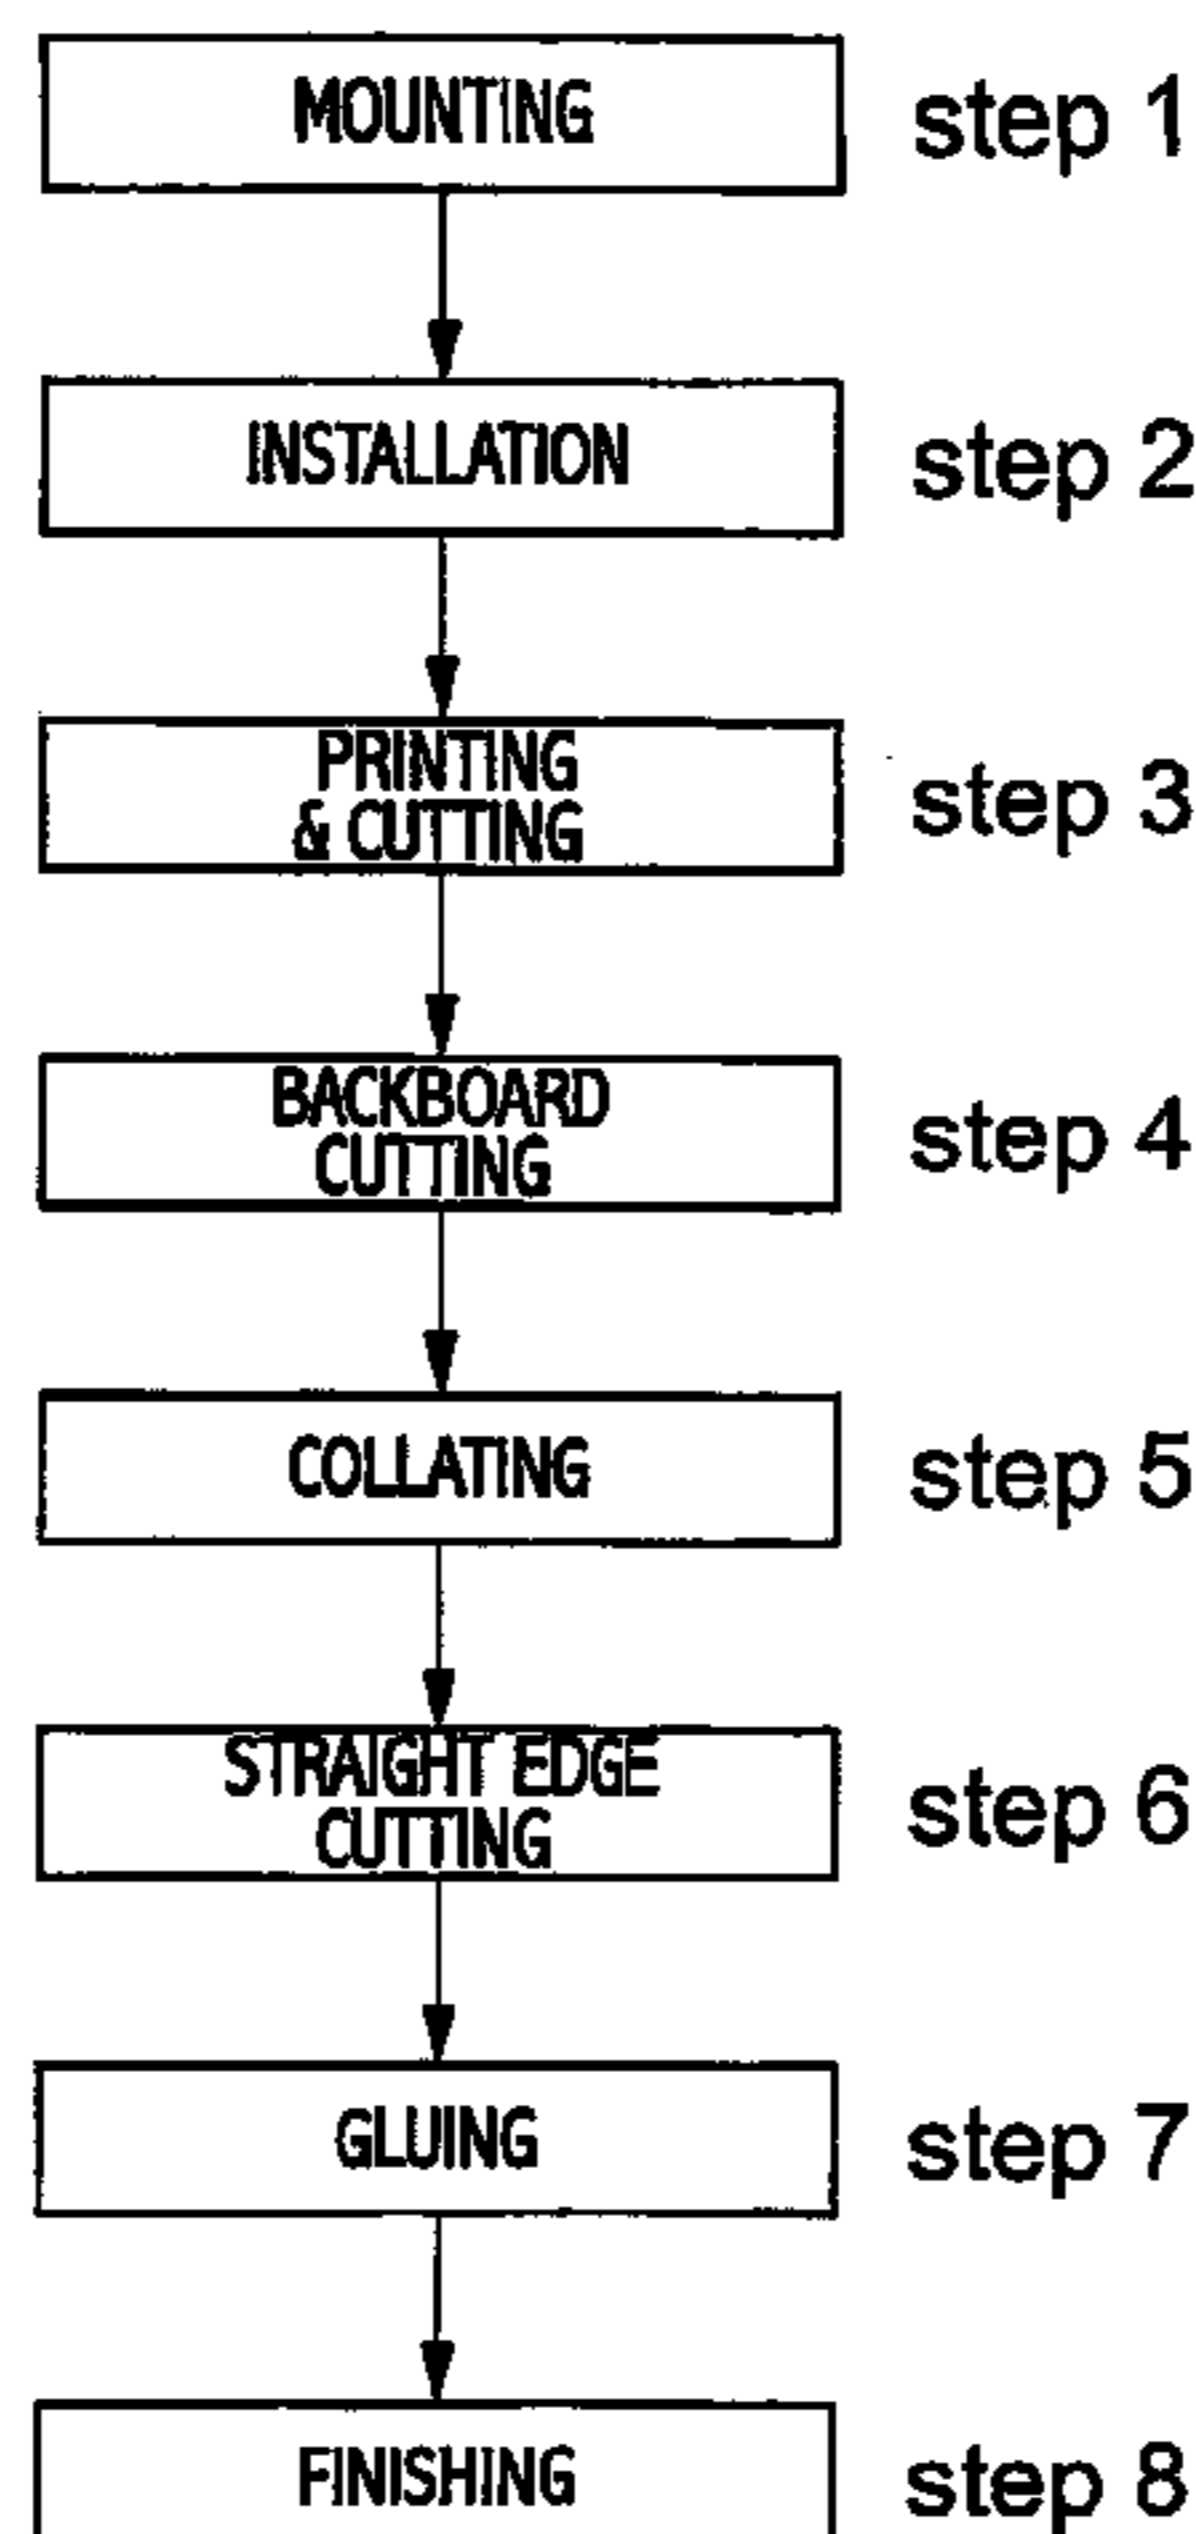 MOUNTING step 1
INSTALLATION step 2
PRINTING
& CUTTING
step 3
BACKBOARD
CUTTING
step 4
COLLATING step 5
STRAIGHT EDGE
CUTTING
step 6
GLUING step 7
FINISHING step 8